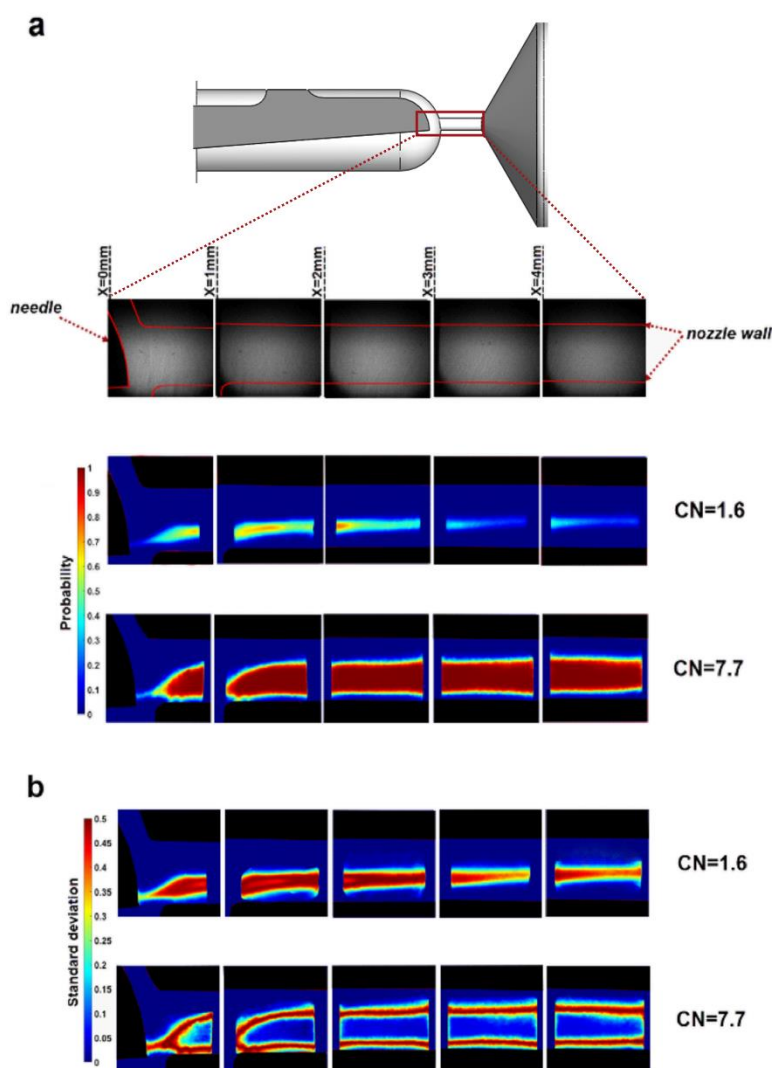 a
X=0mm
X=1mm
X=2mm
X=3mm
X=4mm
needle
nozzle wall
1
0.9
0.8
0.7
0.6
0.5
0.4
0.3
0.2
0.1
0
Probability
CN=1.6
CN=7.7
b
0.5
0.45
0.4
0.35
0.3
0.25
0.2
0.15
0.1
0.05
0
Standard deviation
CN=1.6
CN=7.7